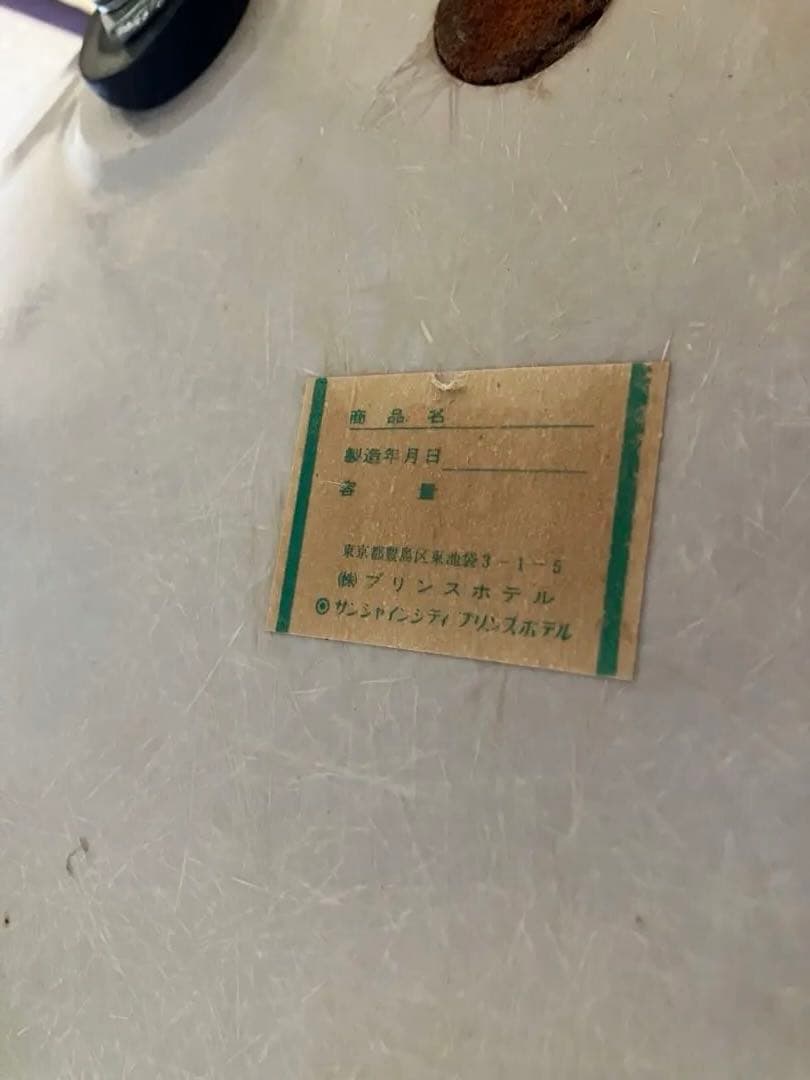 商品名
製造年月日
容量
東京都豊島区東池袋3-1-5
㈱プリンスホテル
◎サンシャインシティプリンスホテル